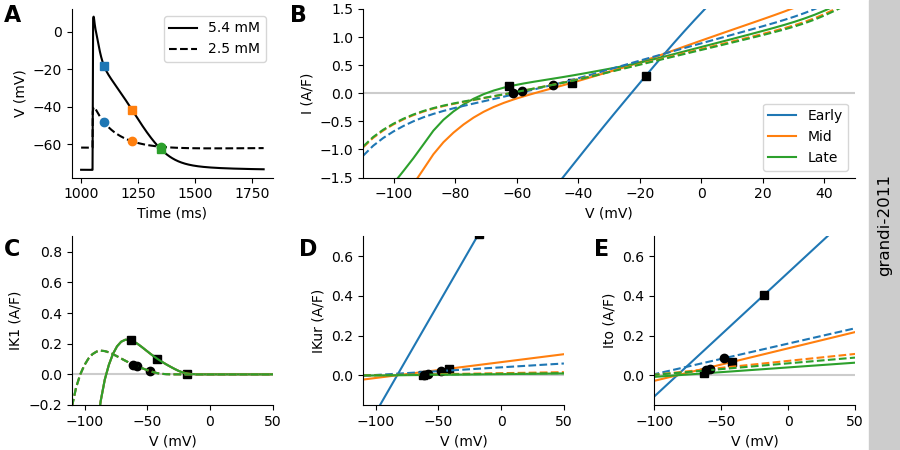 A
5.4 mM
2.5 mM
V (mV)
0
−20
−40
−60
1000
1250
1500
1750
Time (ms)
B
I (A/F)
1.5
1.0
0.5
0.0
−0.5
−1.0
−1.5
Early
Mid
Late
−100
−80
−60
−40
−20
0
20
40
V (mV)
C
IK1 (A/F)
0.8
0.6
0.4
0.2
0.0
−0.2
−100
−50
0
50
V (mV)
D
IKur (A/F)
0.6
0.4
0.2
0.0
−100
−50
0
50
V (mV)
E
Ito (A/F)
0.6
0.4
0.2
0.0
−100
−50
0
50
V (mV)
grandi-2011